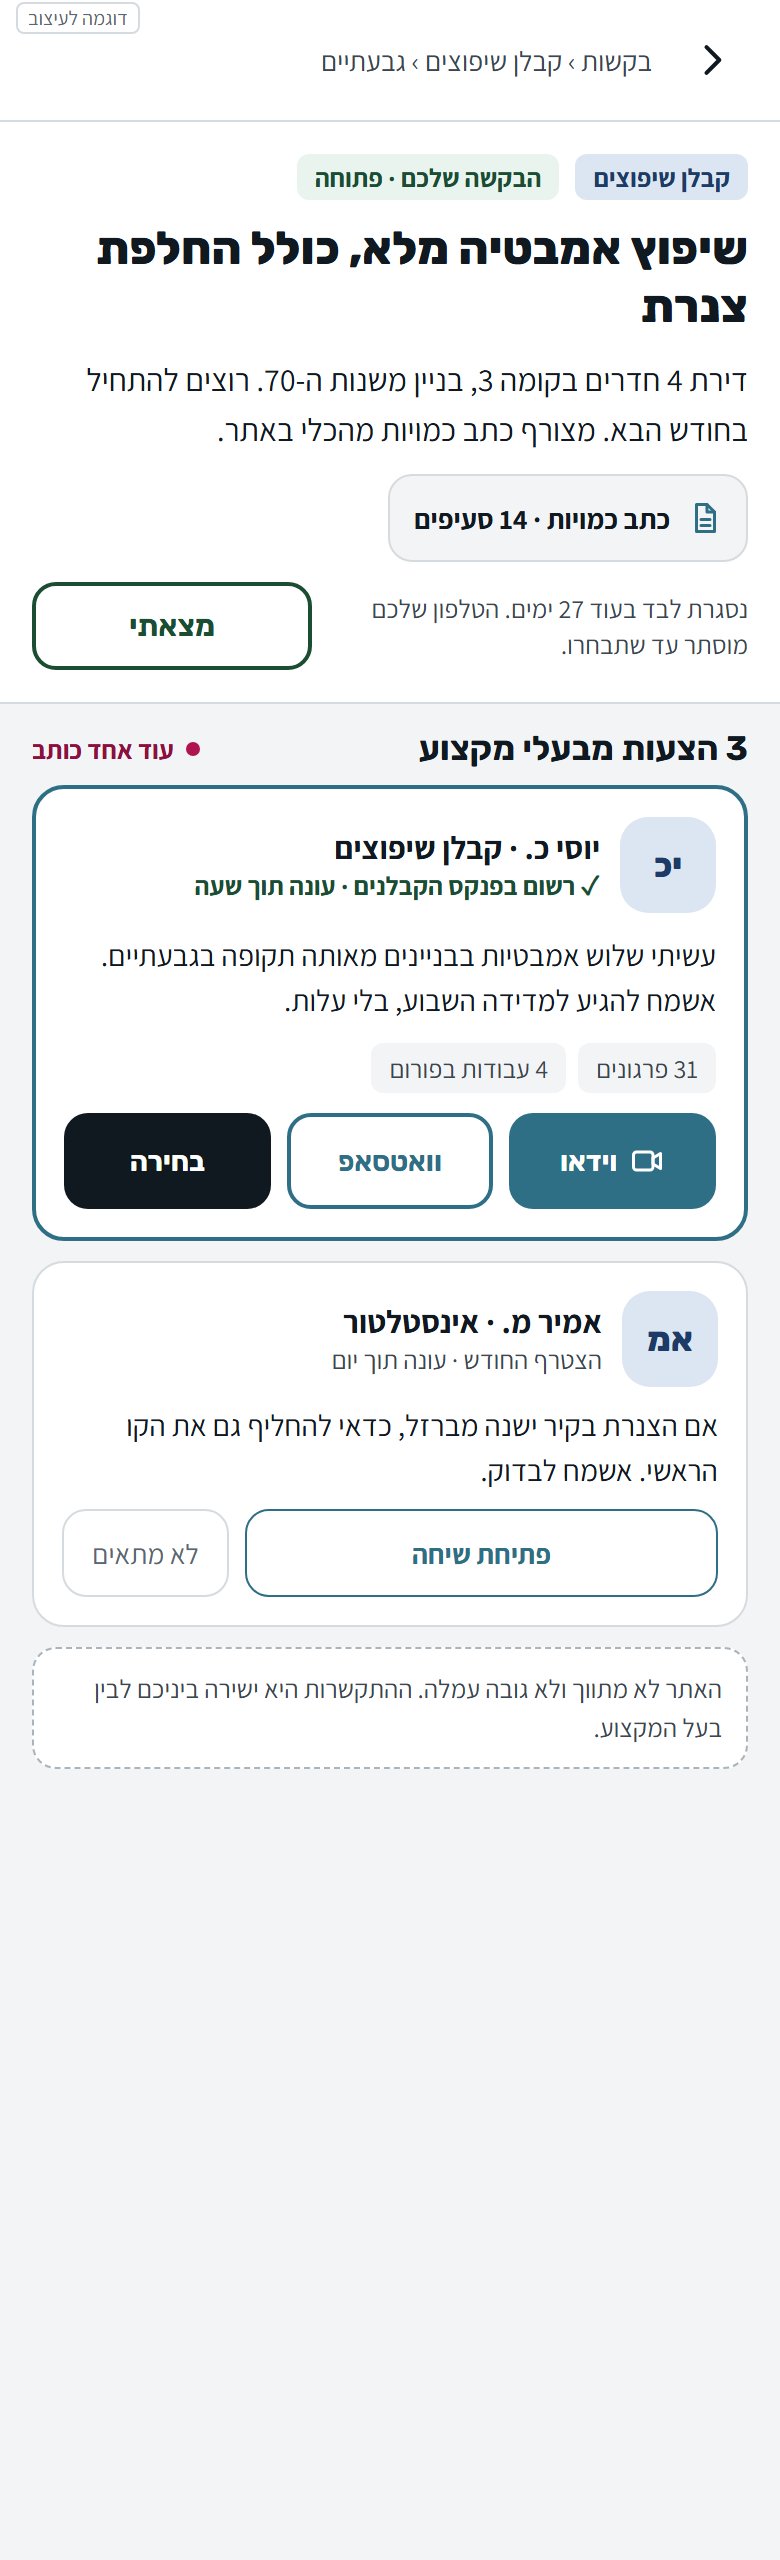 דוגמה לעיצוב
בקשות › קבלן שיפוצים › גבעתיים
קבלן שיפוצים
הבקשה שלכם · פתוחה
שיפוץ אמבטיה מלא, כולל החלפת
צנרת
דירת 4 חדרים בקומה 3, בניין משנות ה-70. רוצים להתחיל
בחודש הבא. מצורף כתב כמויות מהכלי באתר.
כתב כמויות · 14 סעיפים
נסגרת לבד בעוד 27 ימים. הטלפון שלכם
מוסתר עד שתבחרו.
מצאתי
3 הצעות מבעלי מקצוע
עוד אחד כותב
יכ
יוסי כ. · קבלן שיפוצים
✓ רשום בפנקס הקבלנים · עונה תוך שעה
עשיתי שלוש אמבטיות בבניינים מאותה תקופה בגבעתיים.
אשמח להגיע למדידה השבוע, בלי עלות.
31 פרגונים
4 עבודות בפורום
וידאו
וואטסאפ
בחירה
אמ
אמיר מ. · אינסטלטור
הצטרף החודש · עונה תוך יום
אם הצנרת בקיר ישנה מברזל, כדאי להחליף גם את הקו
הראשי. אשמח לבדוק.
פתיחת שיחה
לא מתאים
האתר לא מתווך ולא גובה עמלה. ההתקשרות היא ישירה ביניכם לבין
בעל המקצוע.